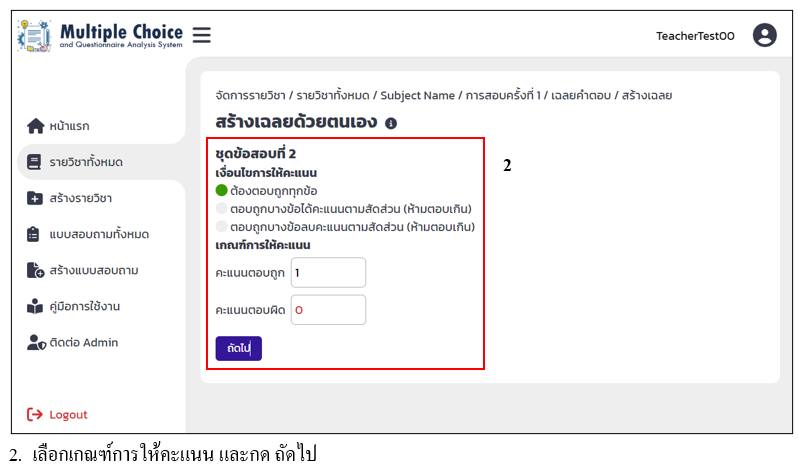 Multiple Choice
and Questionnaire Analysis System
TeacherTest00
หน้าแรก
รายวิชาทั้งหมด
สร้างรายวิชา
แบบสอบถามทั้งหมด
สร้างแบบสอบถาม
คู่มือการใช้งาน
ติดต่อ Admin
Logout
จัดการรายวิชา / รายวิชาทั้งหมด / Subject Name / การสอบครั้งที่ 1 / เฉลยคำตอบ / สร้างเฉลย
สร้างเฉลยด้วยตนเอง
ชุดข้อสอบที่ 2
เงื่อนไขการให้คะแนน
ต้องตอบถูกทุกข้อ
ตอบถูกบางข้อได้คะแนนตามสัดส่วน (ห้ามตอบเกิน)
ตอบถูกบางข้อลบคะแนนตามสัดส่วน (ห้ามตอบเกิน)
เกณฑ์การให้คะแนน
คะแนนตอบถูก 1
คะแนนตอบผิด 0
ถัดไป
2
2. เลือกเกณฑ์การให้คะแนน และกด ถัดไป